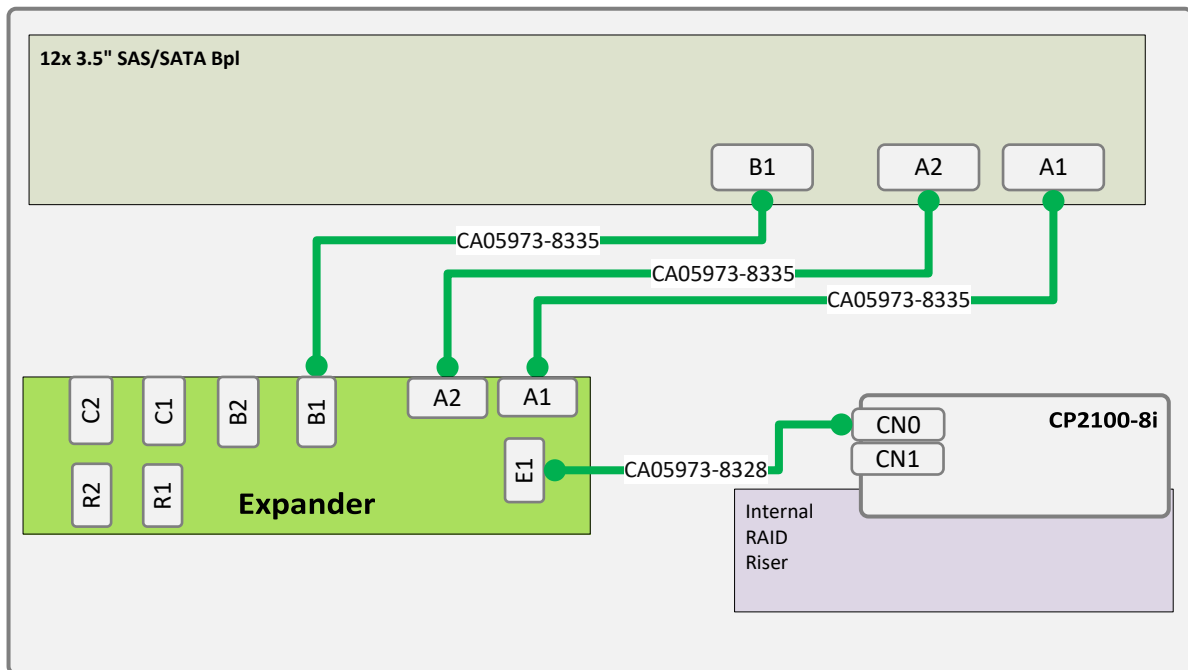 12x 3.5" SAS/SATA Bpl
B1
A2
A1
CA05973-8335
CA05973-8335
CA05973-8335
C2
C1
B2
B1
A2
A1
E1
R2
R1
Expander
CA05973-8328
CN0
CN1
CP2100-8i
Internal
RAID
Riser